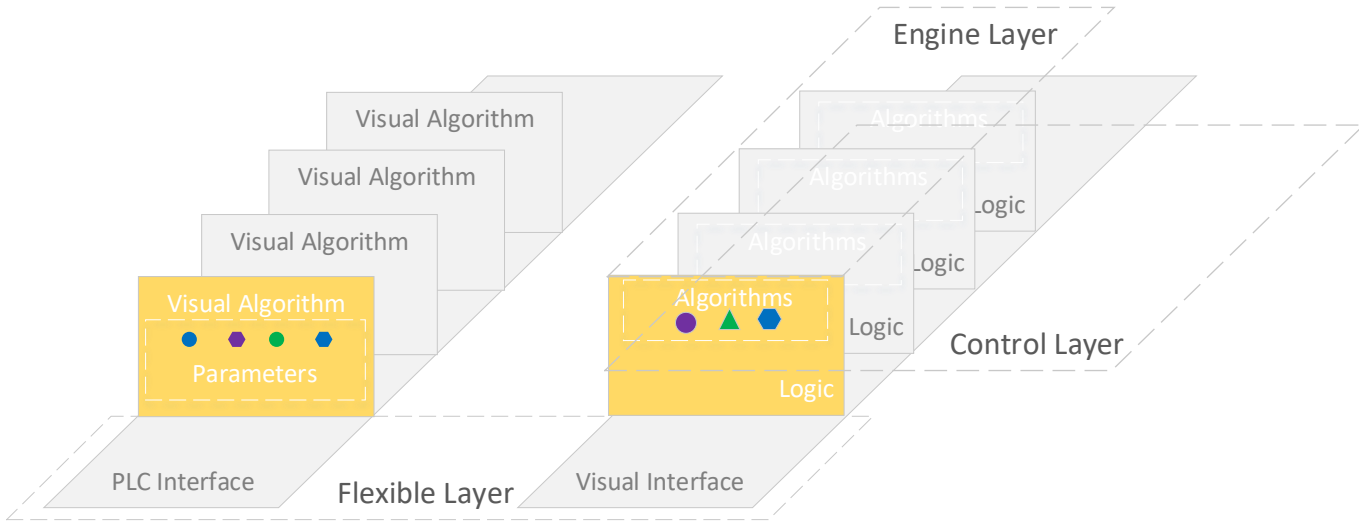 Engine Layer
Visual Algorithm
Algorithms
Visual Algorithm
Algorithms
Logic
Visual Algorithm
Algorithms
Logic
Visual Algorithm
Algorithms
Logic
Control Layer
Parameters
Logic
PLC Interface
Flexible Layer
Visual Interface